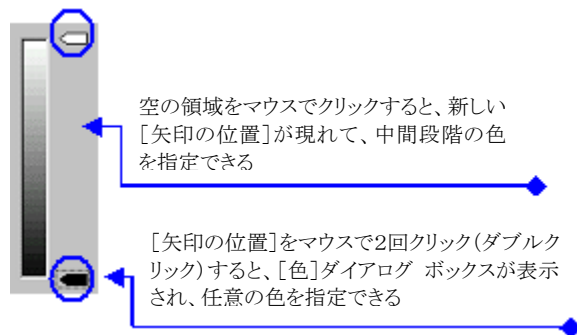 空の領域をマウスでクリックすると、新しい
［矢印の位置］が現れて、中間段階の色
を指定できる
［矢印の位置］をマウスで2回クリック（ダブルク
リック）すると、［色］ダイアログ ボックスが表示
され、任意の色を指定できる